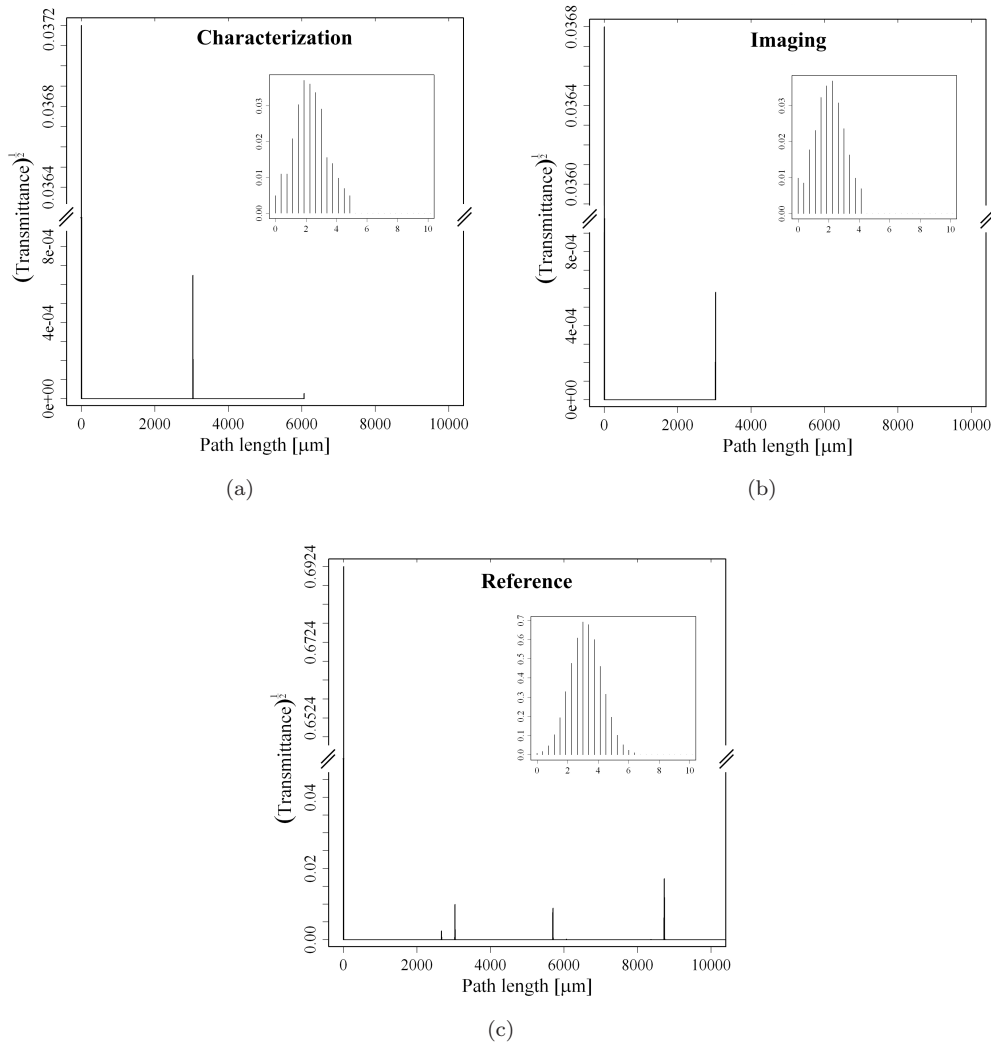 Characterization
(Transmittance)^1/2
0.0372
0.0368
0.0364
8e-04
4e-04
0e+00
0.03
0.02
0.01
0.00
0 2 4 6 8 10
0 2000 4000 6000 8000 10000
Path length [μm]
(a)
Imaging
(Transmittance)^1/2
0.0368
0.0364
0.0360
8e-04
4e-04
0e+00
0.03
0.02
0.01
0.00
0 2 4 6 8 10
0 2000 4000 6000 8000 10000
Path length [μm]
(b)
Reference
(Transmittance)^1/2
0.6924
0.6724
0.6524
0.04
0.02
0.00
0.7
0.6
0.5
0.4
0.3
0.2
0.1
0.0
0 2 4 6 8 10
0 2000 4000 6000 8000 10000
Path length [μm]
(c)